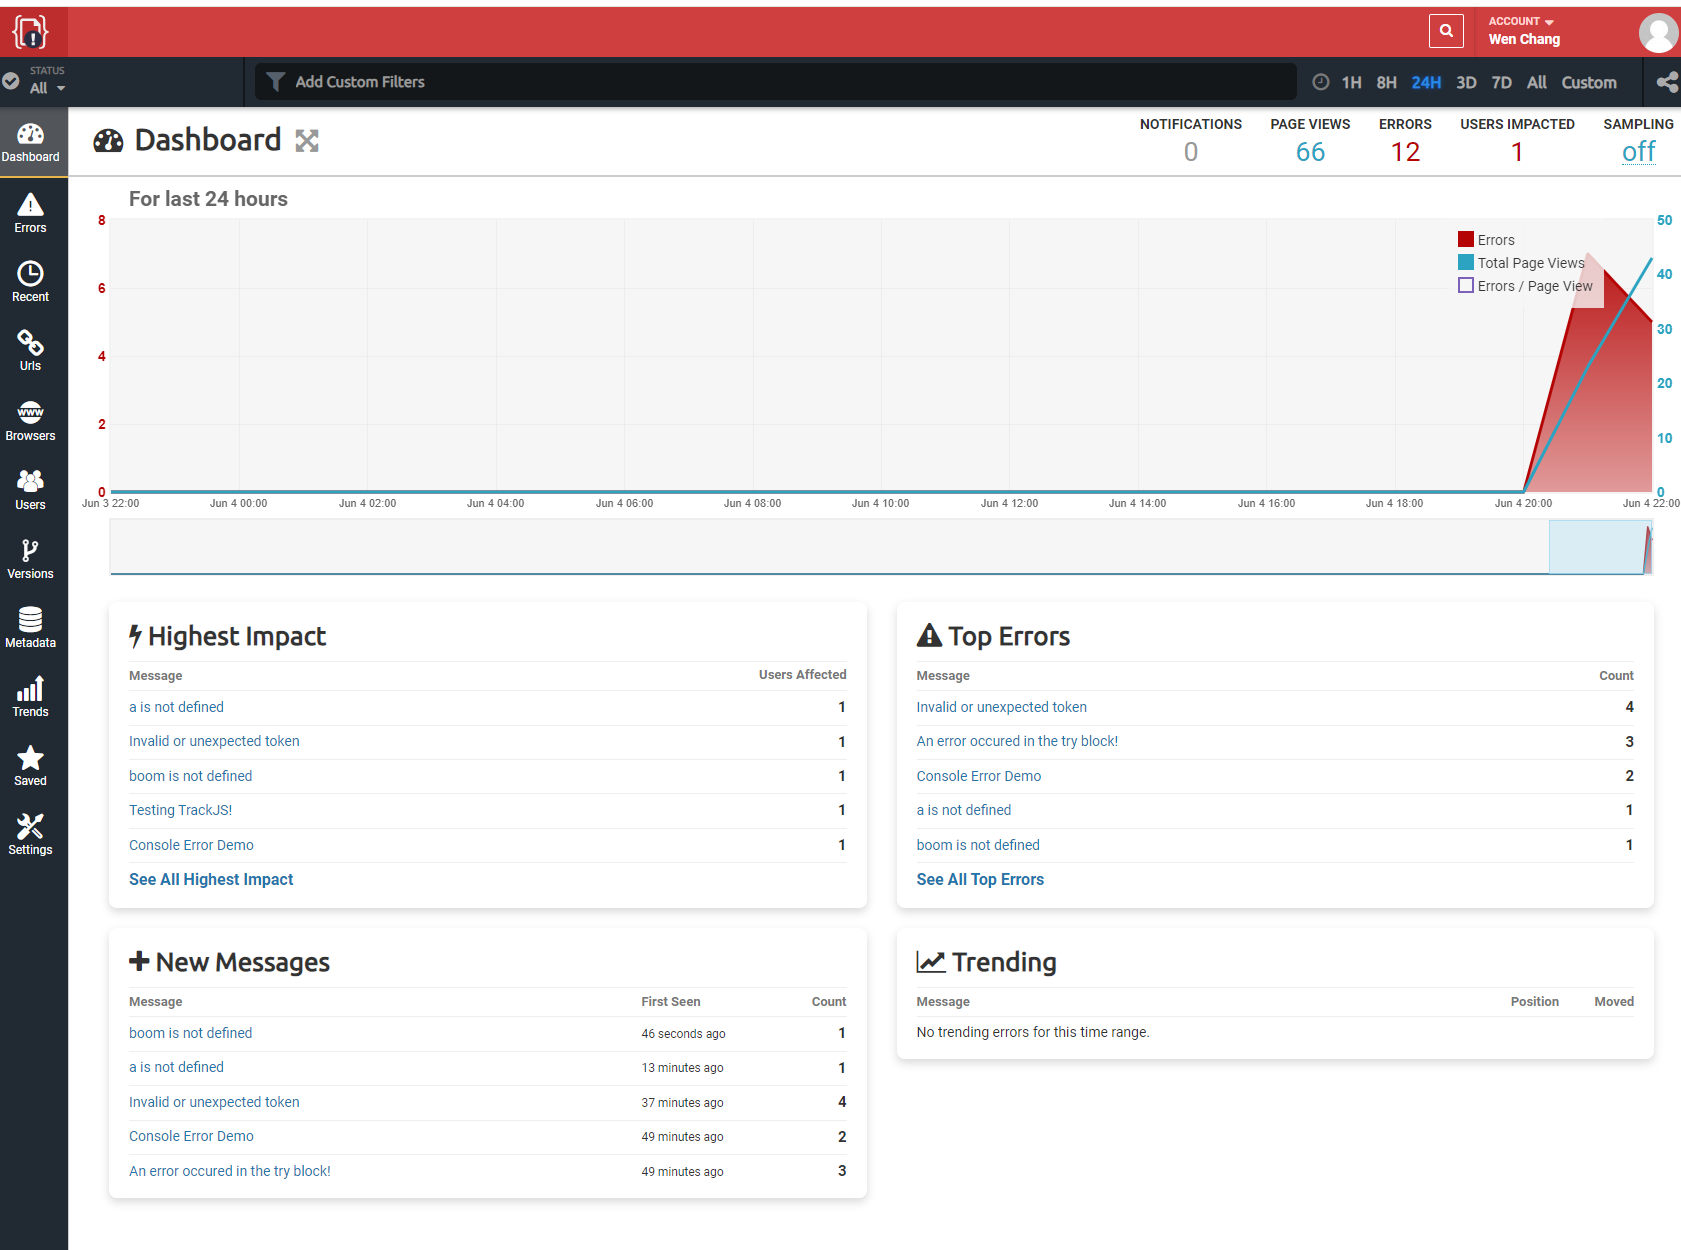 ACCOUNT
Wen Chang
STATUS
All
Add Custom Filters
1H 8H 24H 3D 7D All Custom
Dashboard
Errors
Recent
Urls
www
Browsers
Users
Versions
Metadata
Trends
Saved
Settings
Dashboard
NOTIFICATIONS PAGE VIEWS ERRORS USERS IMPACTED SAMPLING
0 66 12 1 off
For last 24 hours
8 50
Errors
Total Page Views
40
6 Errors / Page View
30
4
20
2 10
0 0
Jun 3 22:00 Jun 4 00:00 Jun 4 02:00 Jun 4 04:00 Jun 4 06:00 Jun 4 08:00 Jun 4 10:00 Jun 4 12:00 Jun 4 14:00 Jun 4 16:00 Jun 4 18:00 Jun 4 20:00 Jun 4 22:00
Highest Impact
Message Users Affected
a is not defined 1
Invalid or unexpected token 1
boom is not defined 1
Testing TrackJS! 1
Console Error Demo 1
See All Highest Impact
Top Errors
Message Count
Invalid or unexpected token 4
An error occured in the try block! 3
Console Error Demo 2
a is not defined 1
boom is not defined 1
See All Top Errors
New Messages
Message First Seen Count
boom is not defined 46 seconds ago 1
a is not defined 13 minutes ago 1
Invalid or unexpected token 37 minutes ago 4
Console Error Demo 49 minutes ago 2
An error occured in the try block! 49 minutes ago 3
Trending
Message Position Moved
No trending errors for this time range.